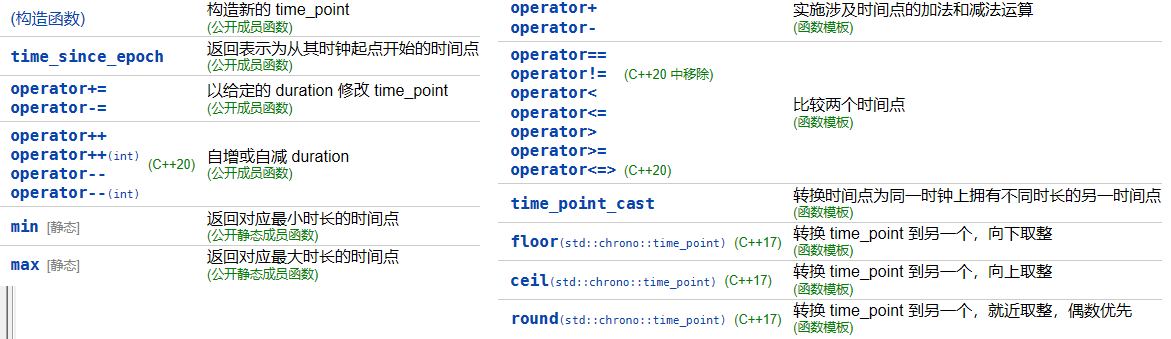 (构造函数)
构造新的 time_point
(公开成员函数)
time_since_epoch
返回表示为从其时钟起点开始的时间点
(公开成员函数)
operator+=
operator-=
以给定的 duration 修改 time_point
(公开成员函数)
operator++
operator++(int)
operator--
operator--(int)
(C++20)
自增或自减 duration
(公开成员函数)
min [静态]
返回对应最小时长的时间点
(公开静态成员函数)
max [静态]
返回对应最大时长的时间点
(公开静态成员函数)
operator+
operator-
实施涉及时间点的加法和减法运算
(函数模板)
operator==
operator!= (C++20 中移除)
operator<
operator<=
operator>
operator>=
operator<=> (C++20)
比较两个时间点
(函数模板)
time_point_cast
转换时间点为同一时钟上拥有不同时长的另一时间点
(函数模板)
floor(std::chrono::time_point) (C++17)
转换 time_point 到另一个，向下取整
(函数模板)
ceil(std::chrono::time_point) (C++17)
转换 time_point 到另一个，向上取整
(函数模板)
round(std::chrono::time_point) (C++17)
转换 time_point 到另一个，就近取整，偶数优先
(函数模板)